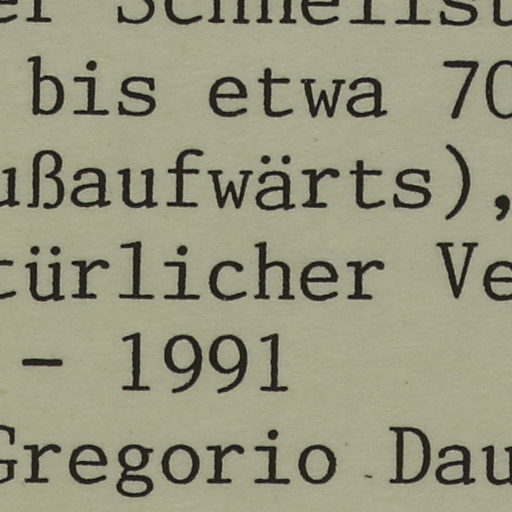 bis etwa 70
ußaufwärts),
türlicher Ve
- 1991
Gregorio Dau